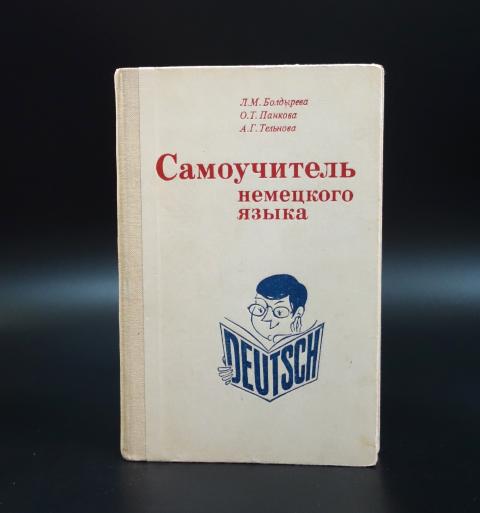 Л.М. Болдырева
О.Т. Панкова
А.Г. Тельнова
Самоучитель
немецкого
языка
DEUTSCH